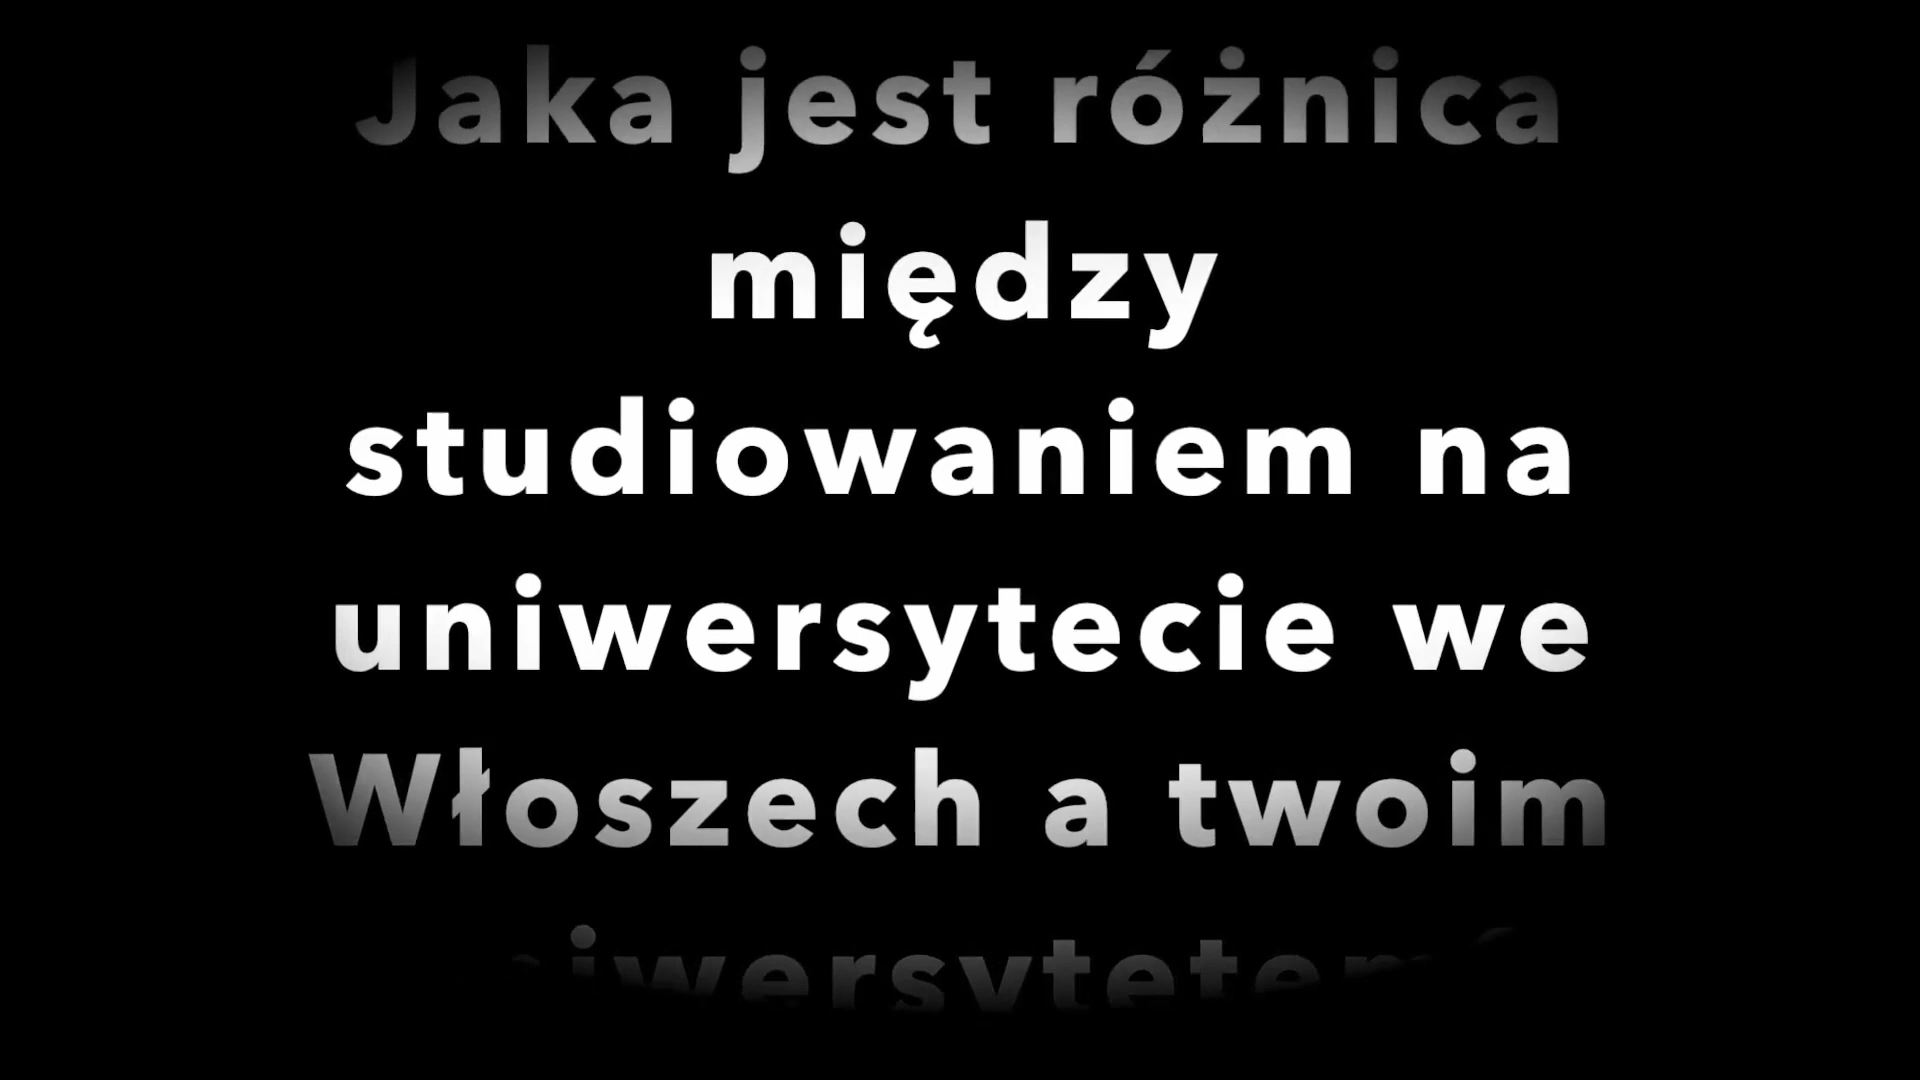 Jaka jest różnica
między
studiowaniem na
uniwersytecie we
Włoszech a twoim